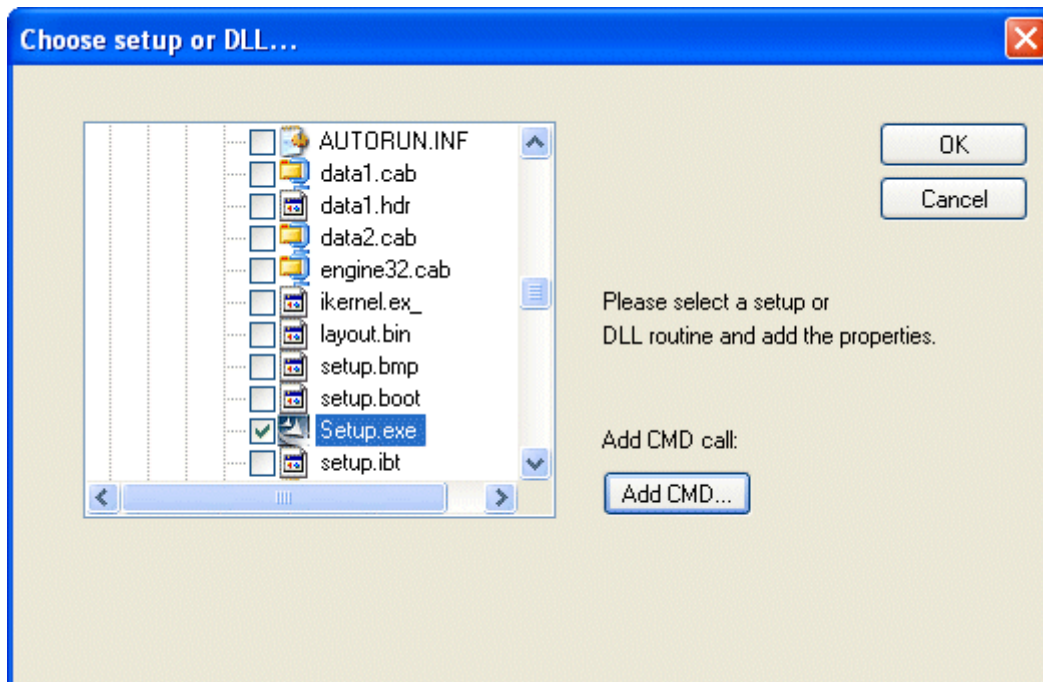 Choose setup or DLL...
AUTORUN.INF
data1.cab
data1.hdr
data2.cab
engine32.cab
ikernel.ex_
layout.bin
setup.bmp
setup.boot
Setup.exe
setup.ibt
OK
Cancel
Please select a setup or
DLL routine and add the properties.
Add CMD call:
Add CMD...